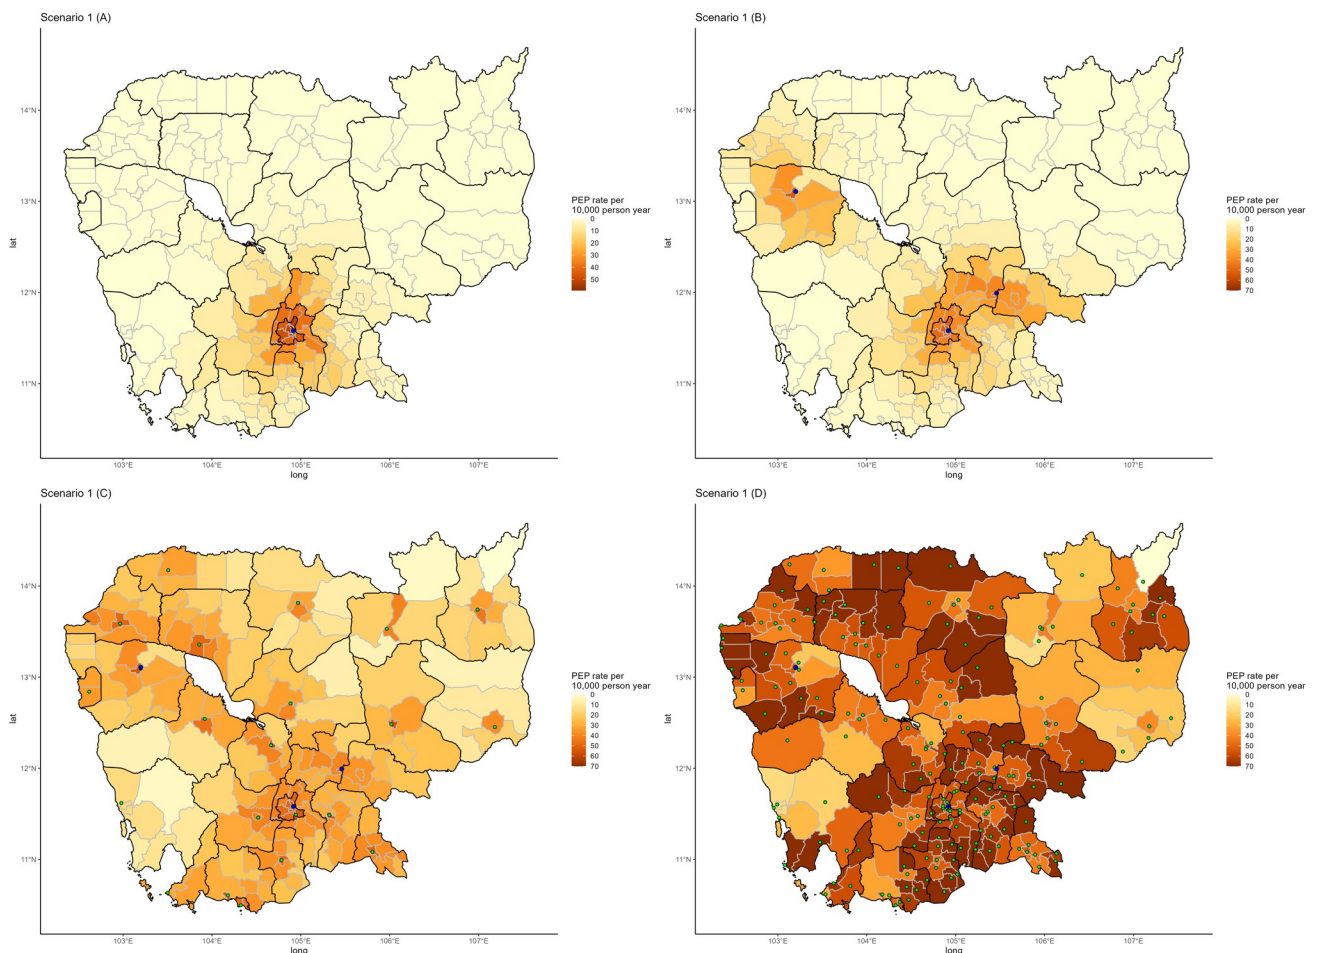 Scenario 1 (A)
14°N
13°N
12°N
11°N
lat
103°E 104°E 105°E 106°E 107°E
long
PEP rate per
10,000 person year
0
10
20
30
40
50
Scenario 1 (B)
14°N
13°N
12°N
11°N
lat
103°E 104°E 105°E 106°E 107°E
long
PEP rate per
10,000 person year
0
10
20
30
40
50
60
70
Scenario 1 (C)
14°N
13°N
12°N
11°N
lat
103°E 104°E 105°E 106°E 107°E
long
PEP rate per
10,000 person year
0
10
20
30
40
50
60
70
Scenario 1 (D)
14°N
13°N
12°N
11°N
lat
103°E 104°E 105°E 106°E 107°E
long
PEP rate per
10,000 person year
0
10
20
30
40
50
60
70